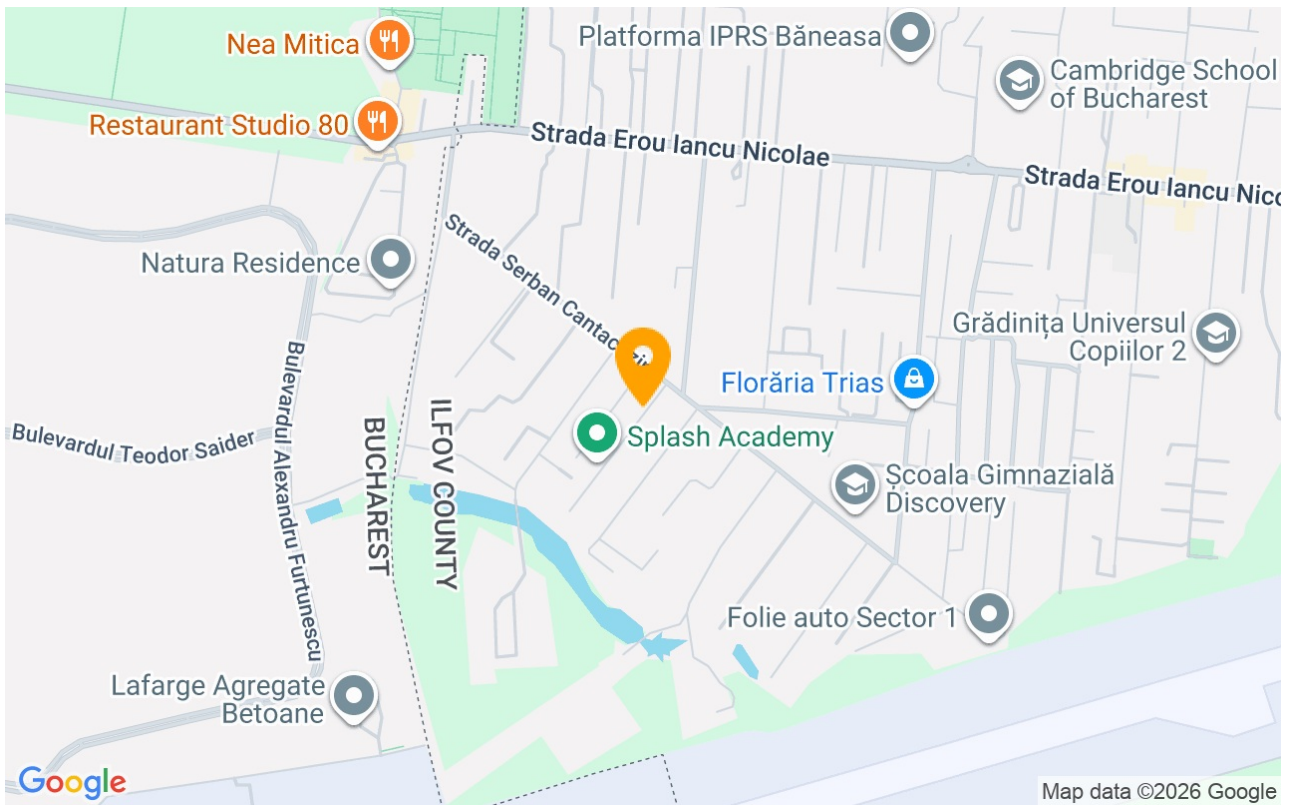 Nea Mitica
Platforma IPRS Băneasa
Cambridge School
of Bucharest
Restaurant Studio 80
Strada Erou Iancu Nicolae
Strada Erou Iancu Nico
Natura Residence
Strada Serban Cantac
Grădinița Universul
Copiilor 2
Florăria Trias
Bulevardul Teodor Saider
Bulevardul Alexandru Furtunescu
BUCHAREST
ILFOV COUNTY
Splash Academy
Școala Gimnazială
Discovery
Folie auto Sector 1
Lafarge Agregate
Betoane
Google
Map data ©2026 Google